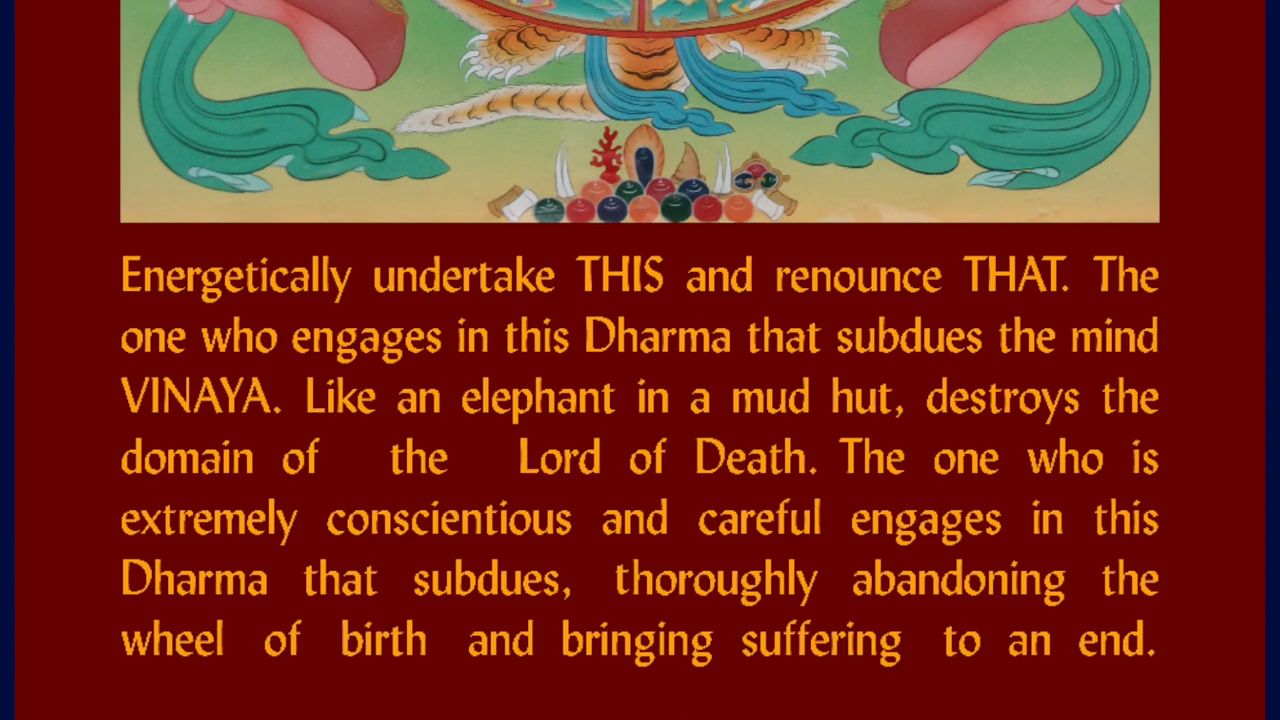 Energetically undertake THIS and renounce THAT. The
one who engages in this Dharma that subdues the mind
VINAYA. Like an elephant in a mud hut, destroys the
domain of the Lord of Death. The one who is
extremely conscientious and careful engages in this
Dharma that subdues, thoroughly abandoning the
wheel of birth and bringing suffering to an end.